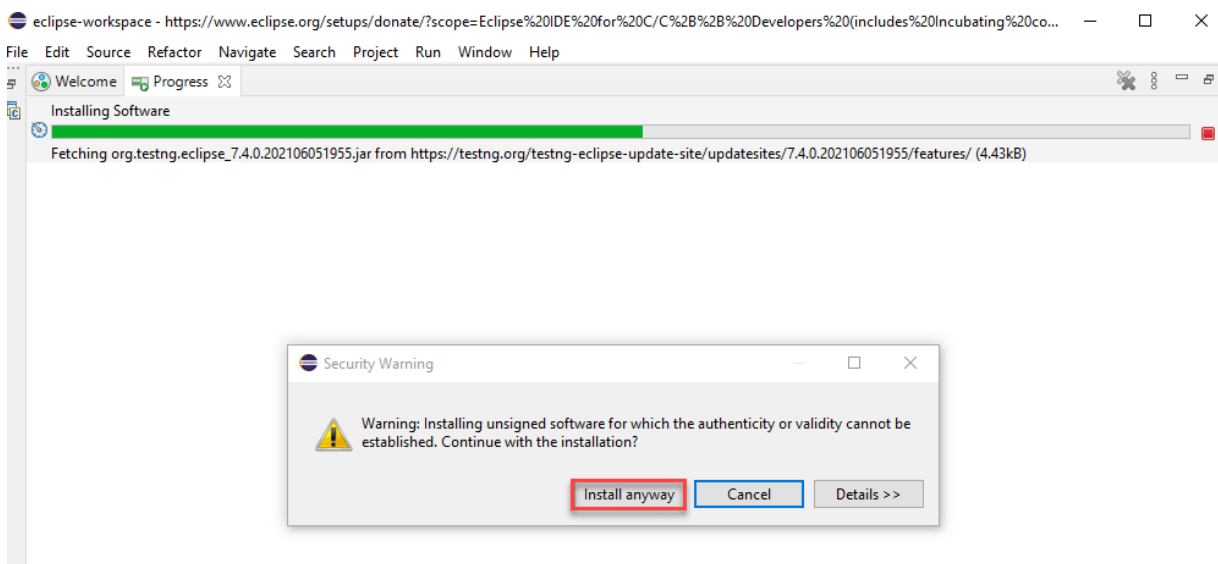 eclipse-workspace - https://www.eclipse.org/setups/donate/?scope=Eclipse%20IDE%20for%20C/C%2B%2B%20Developers%20(includes%20Incubating%20co...
File Edit Source Refactor Navigate Search Project Run Window Help
Welcome Progress
Installing Software
Fetching org.testng.eclipse_7.4.0.202106051955.jar from https://testng.org/testng-eclipse-update-site/updatesites/7.4.0.202106051955/features/ (4.43kB)
Security Warning
Warning: Installing unsigned software for which the authenticity or validity cannot be
established. Continue with the installation?
Install anyway Cancel Details >>